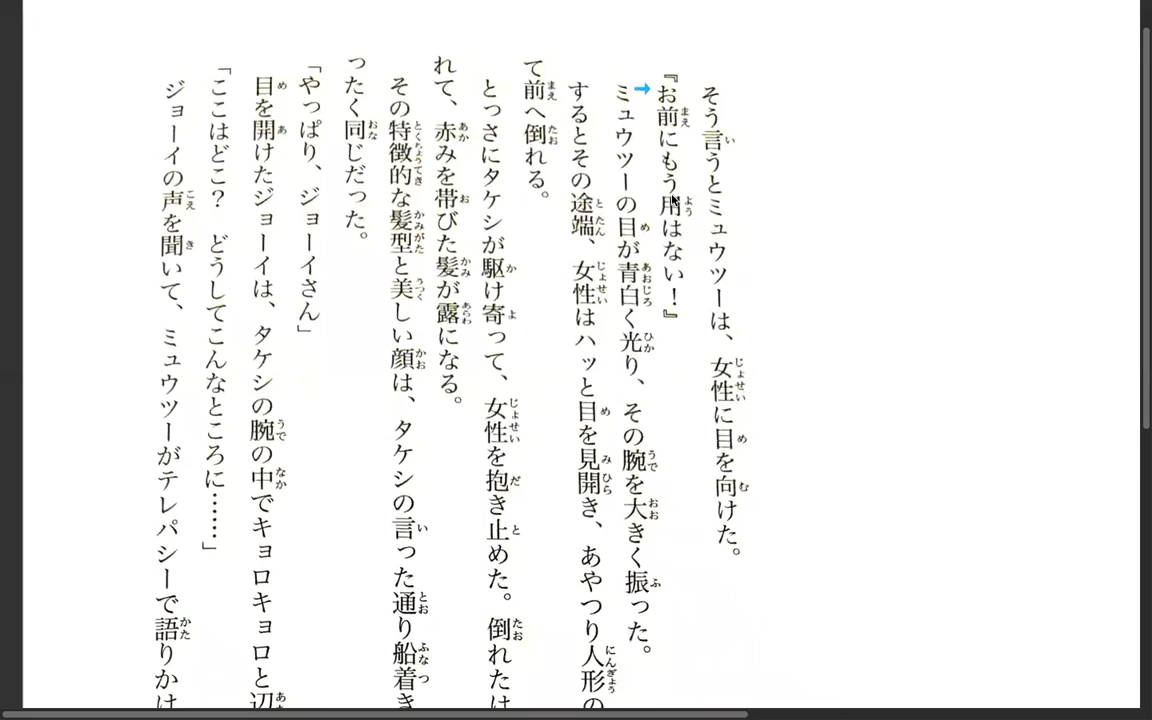 そう言うとミュウツーは、女性に目を向けた。
『お前にもう用はない！』
ミュウツーの目が青白く光り、その腕を大きく振った。
するとその途端、女性はハッと目を見開き、あやつり人形の
て前へ倒れる。
とっさにタケシが駆け寄って、女性を抱き止めた。倒れたは
れて、赤みを帯びた髪が露になる。
その特徴的な髪型と美しい顔は、タケシの言った通り船着き
ったく同じだった。
「やっぱり、ジョーイさん」
目を開けたジョーイは、タケシの腕の中でキョロキョロと辺
「ここはどこ？　どうしてこんなところに……」
ジョーイの声を聞いて、ミュウツーがテレパシーで語りかけ